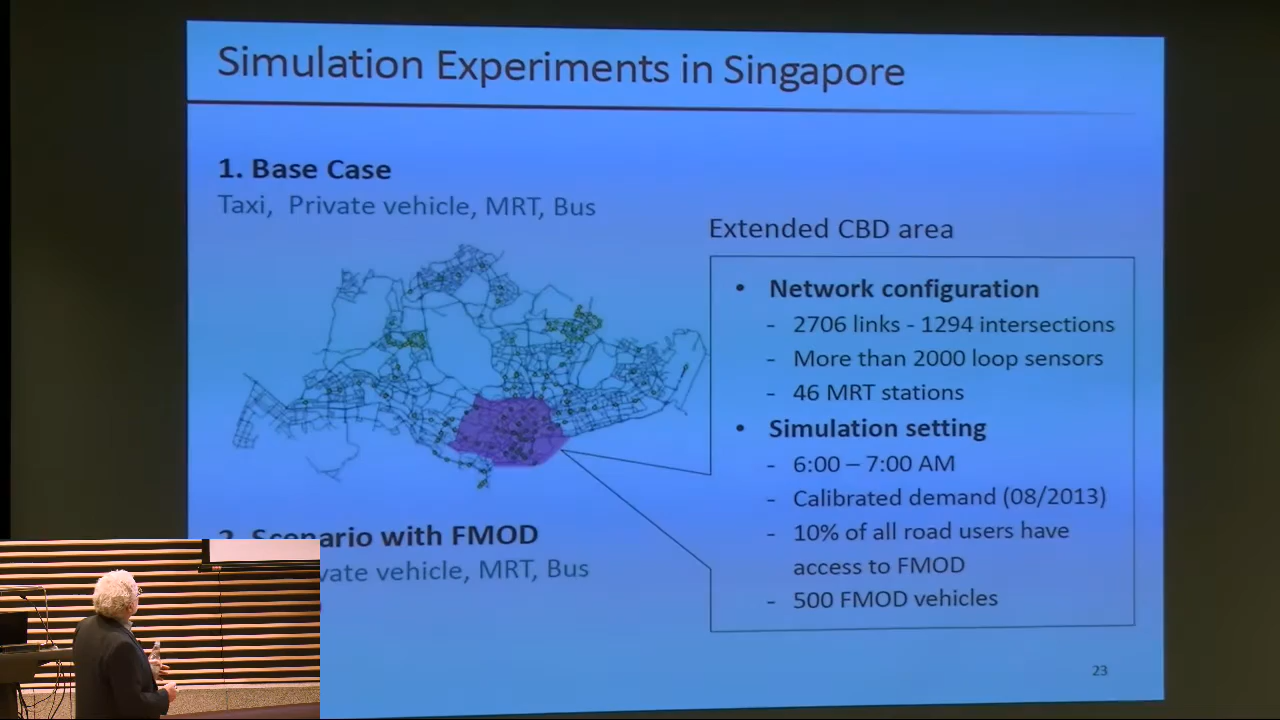 Simulation Experiments in Singapore
1. Base Case
Taxi, Private vehicle, MRT, Bus
Extended CBD area
• Network configuration
- 2706 links - 1294 intersections
- More than 2000 loop sensors
- 46 MRT stations
• Simulation setting
- 6:00 – 7:00 AM
- Calibrated demand (08/2013)
- 10% of all road users have
access to FMOD
- 500 FMOD vehicles
2. Scenario with FMOD
vehicle, MRT, Bus
23